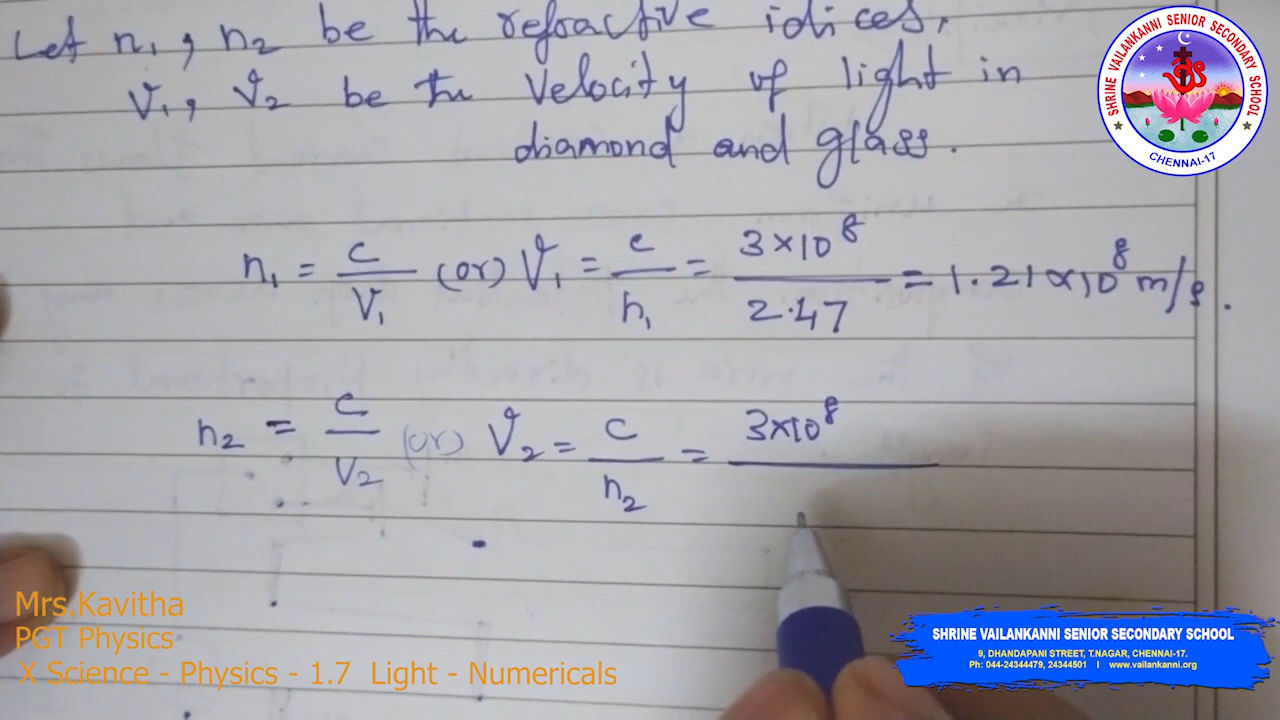 Let n₁, n₂ be the refractive idices,
V₁, V₂ be the Velocity of light in
diamond and glass.
n₁ = c/V₁ (or) V₁ = c/n₁ = 3×10⁸/2.47 = 1.21×10⁸ m/s.
n₂ = c/V₂ (or) V₂ = c/n₂ = 3×10⁸
SHRINE VAILANKANNI SENIOR SECONDARY SCHOOL
CHENNAI-17
Mrs.Kavitha
PGT Physics
X Science - Physics - 1.7 Light - Numericals
SHRINE VAILANKANNI SENIOR SECONDARY SCHOOL
9, DHANDAPANI STREET, T.NAGAR, CHENNAI-17.
Ph: 044-24344479, 24344501 I www.vailankanni.org